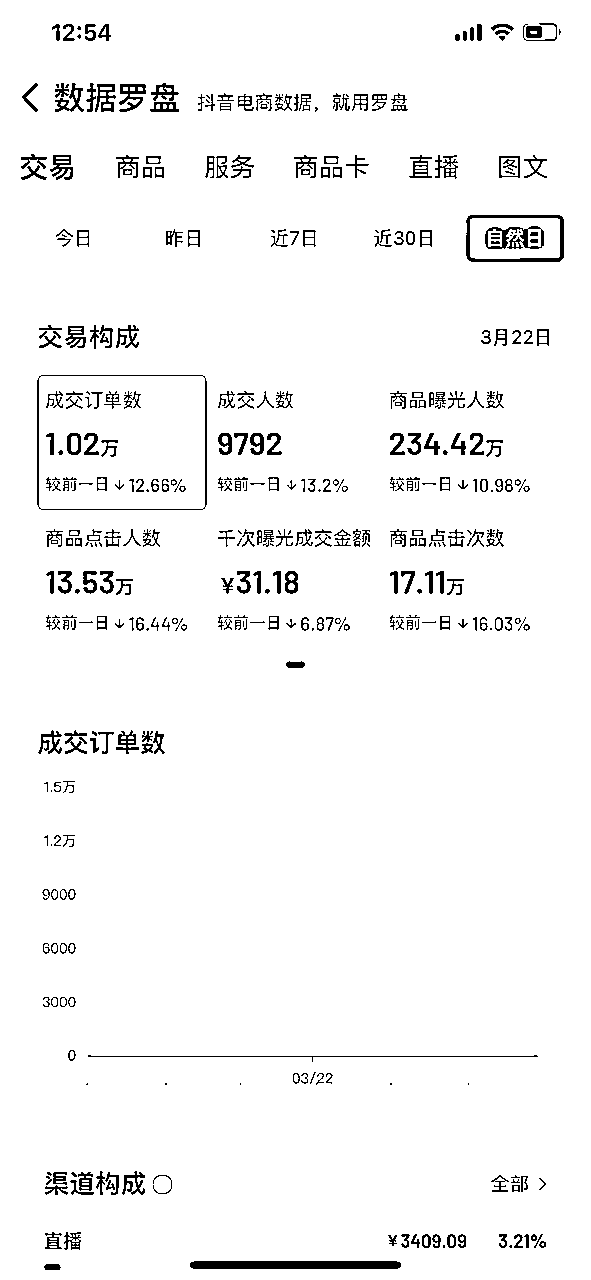 12:54
数据罗盘 抖音电商数据，就用罗盘
交易 商品 服务 商品卡 直播 图文
今日 昨日 近7日 近30日 自然日
交易构成 3月22日
成交订单数 成交人数 商品曝光人数
1.02万 9792 234.42万
较前一日↓12.66% 较前一日↓13.2% 较前一日↓10.98%
商品点击人数 千次曝光成交金额 商品点击次数
13.53万 ¥31.18 17.11万
较前一日↓16.44% 较前一日↓6.87% 较前一日↓16.03%
成交订单数
1.5万
1.2万
9000
6000
3000
0
03/22
渠道构成 全部 >
直播 ¥3409.09 3.21%